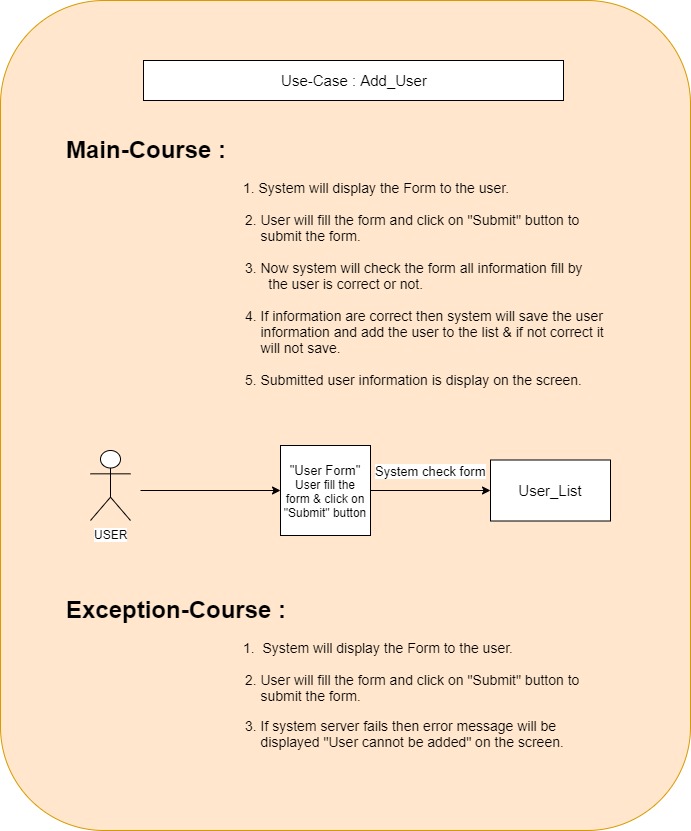 Use-Case : Add_User
Main-Course :
1. System will display the Form to the user.
2. User will fill the form and click on "Submit" button to
submit the form.
3. Now system will check the form all information fill by
the user is correct or not.
4. If information are correct then system will save the user
information and add the user to the list & if not correct it
will not save.
5. Submitted user information is display on the screen.
USER
"User Form"
User fill the
form & click on
"Submit" button
System check form
User_List
Exception-Course :
1. System will display the Form to the user.
2. User will fill the form and click on "Submit" button to
submit the form.
3. If system server fails then error message will be
displayed "User cannot be added" on the screen.